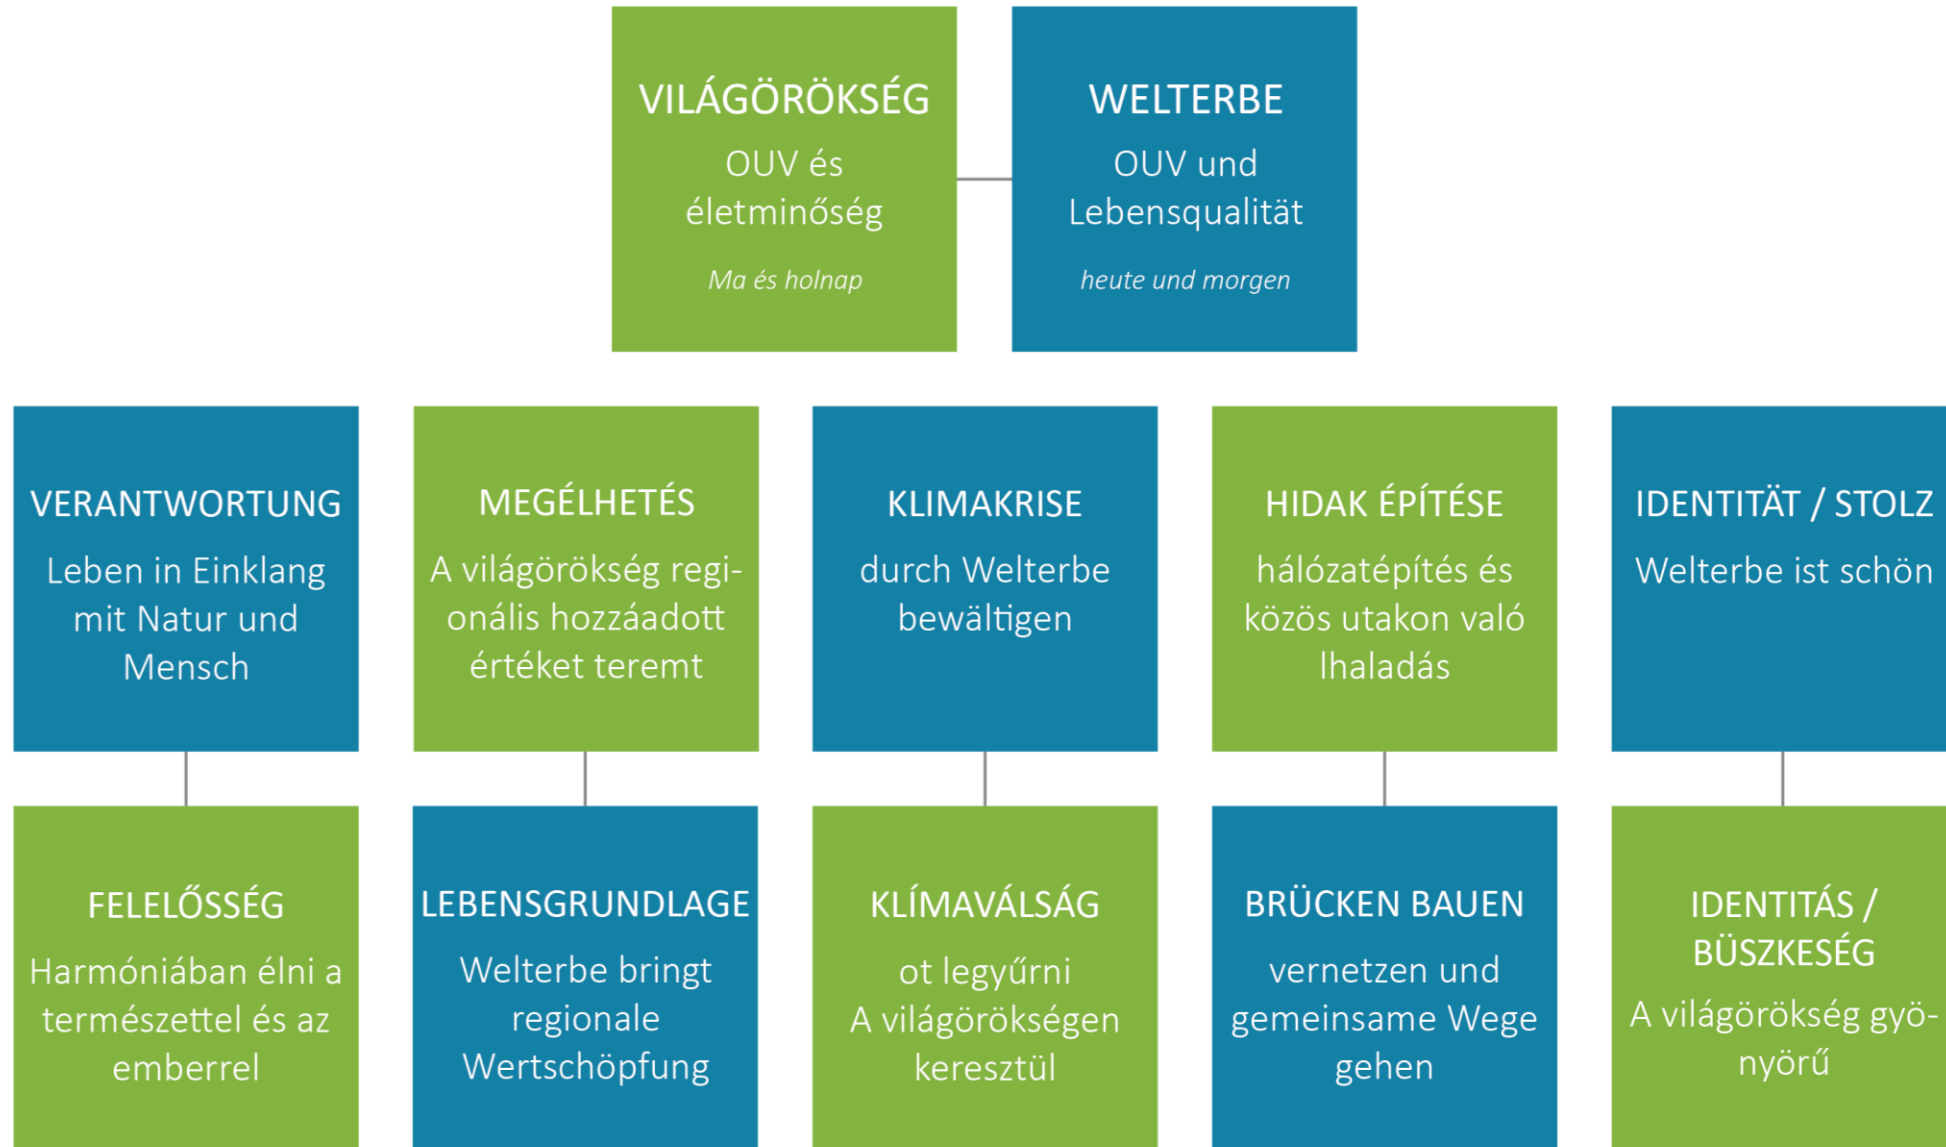 VILÁGÖRÖKSÉG
OUV és
életminőség
Ma és holnap
WELTERBE
OUV und
Lebensqualität
heute und morgen
VERANTWORTUNG
Leben in Einklang
mit Natur und
Mensch
MEGÉLHETÉS
A világörökség regi-
onális hozzáadott
értéket teremt
KLIMAKRISE
durch Welterbe
bewältigen
HIDAK ÉPÍTÉSE
hálózatépítés és
közös utakon való
lhaladás
IDENTITÄT / STOLZ
Welterbe ist schön
FELELŐSSÉG
Harmóniában élni a
természettel és az
emberrel
LEBENSGRUNDLAGE
Welterbe bringt
regionale
Wertschöpfung
KLÍMAVÁLSÁG
ot legyűrni
A világörökségen
keresztül
BRÜCKEN BAUEN
vernetzen und
gemeinsame Wege
gehen
IDENTITÁS /
BÜSZKESÉG
A világörökség gyö-
nyörű